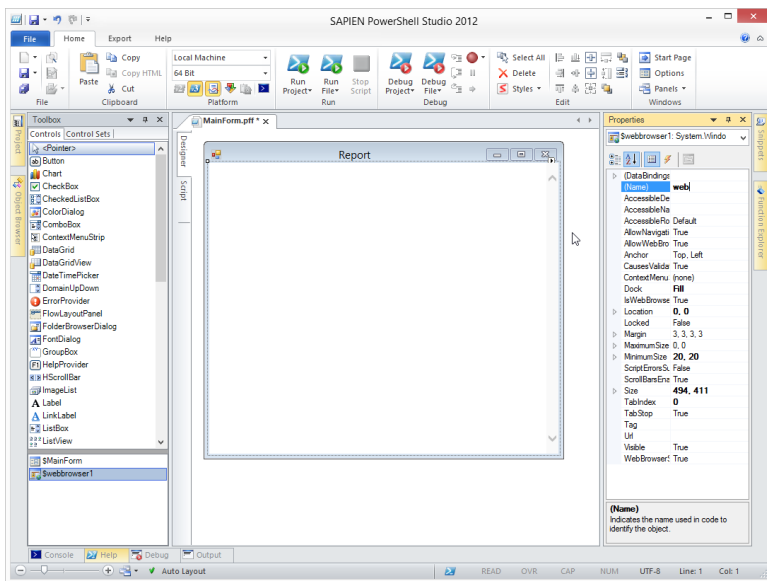 SAPIEN PowerShell Studio 2012
File Home Export Help
Paste
Copy
Copy HTML
Cut
Local Machine
64 Bit
Run Project
Run File
Stop Script
Debug Project
Debug File
Select All
Delete
Styles
Start Page
Options
Panels
File Clipboard Platform Run Debug Edit Windows
Project
Object Browser
Toolbox
Controls Control Sets
<Pointer>
Button
Chart
CheckBox
CheckedListBox
ColorDialog
ComboBox
ContextMenuStrip
DataGrid
DataGridView
DateTimePicker
DomainUpDown
ErrorProvider
FlowLayoutPanel
FolderBrowserDialog
FontDialog
GroupBox
HelpProvider
HScrollBar
ImageList
Label
LinkLabel
ListBox
ListView
$MainForm
$webbrowser1
MainForm.pff * x
Designer
Script
Report
Properties
$webbrowser1: System.Windo
(DataBindings
(Name) web
AccessibleDe
AccessibleNa
AccessibleRo Default
AllowNavigati True
AllowWebBro True
Anchor Top, Left
CausesValida True
ContextMenu (none)
Dock Fill
IsWebBrowse True
Location 0, 0
Locked False
Margin 3, 3, 3, 3
MaximumSize 0, 0
MinimumSize 20, 20
ScriptErrorsSu False
ScrollBarsEna True
Size 494, 411
TabIndex 0
TabStop True
Tag
Url
Visible True
WebBrowserS True
(Name)
Indicates the name used in code to
identify the object.
Snippets
Function Explorer
Console Help Debug Output
Auto Layout
READ OVR CAP NUM UTF-8 Line: 1 Col: 1